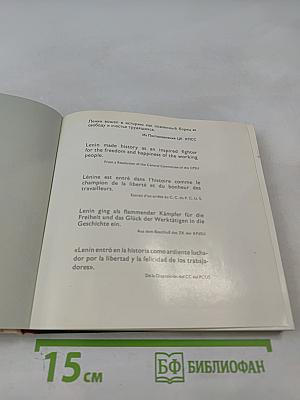 Ленин вошел в историю как пламенный борец за
свободу и счастье трудящихся.
Из Постановления ЦК КПСС
Lenin made history as an inspired fighter
for the freedom and happiness of the working
people.
From a Resolution of the Central Committee of the CPSU
Lénine est entré dans l'histoire comme le
champion de la liberté et du bonheur des
travailleurs.
Extrait d'un arrêté du C. C. du P. C. U. S.
Lenin ging als flammender Kämpfer für die
Freiheit und das Glück der Werktätigen in die
Geschichte ein.
Aus dem Beschluß des ZK der KPdSU
«Lenin entró en la historia como ardiente lucha-
dor por la libertad y la felicidad de los trabaja-
dores».
De la Disposición del CC del PCUS
15 см
БФ БИБЛИОФАН